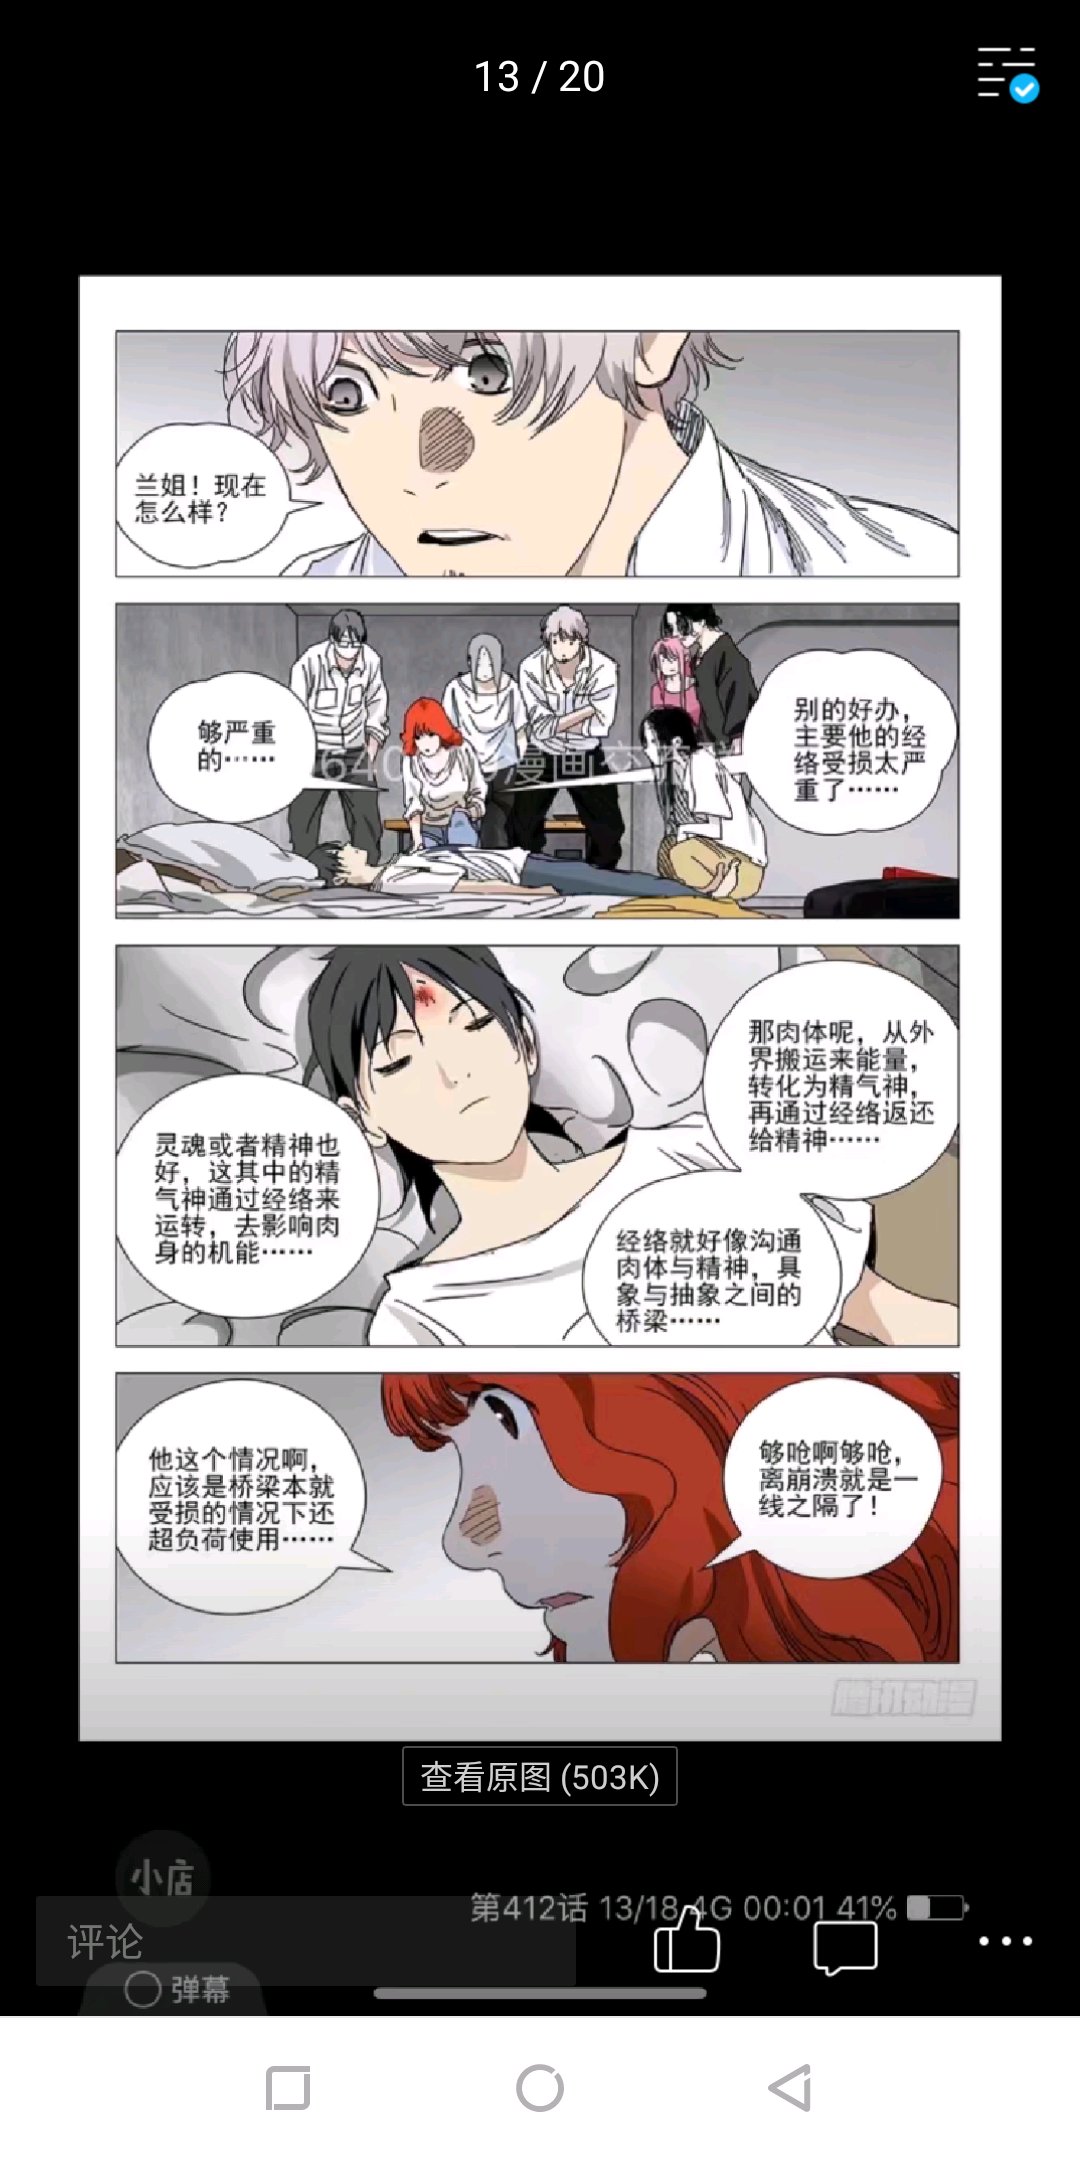 13 / 20
兰姐！现在
怎么样？
够严重
的……
别的好办，
主要他的经
络受损太严
重了……
那肉体呢，从外
界搬运来能量，
转化为精气神，
再通过经络返还
给精神……
灵魂或者精神也
好，这其中的精
气神通过经络来
运转，去影响肉
身的机能……
经络就好像沟通
肉体与精神，具
象与抽象之间的
桥梁……
他这个情况啊，
应该是桥梁本就
受损的情况下还
超负荷使用……
够呛啊够呛，
离崩溃就是一
线之隔了！
腾讯动漫
查看原图 (503K)
小店
第412话 13/18 4G 00:01 41%
评论
弹幕